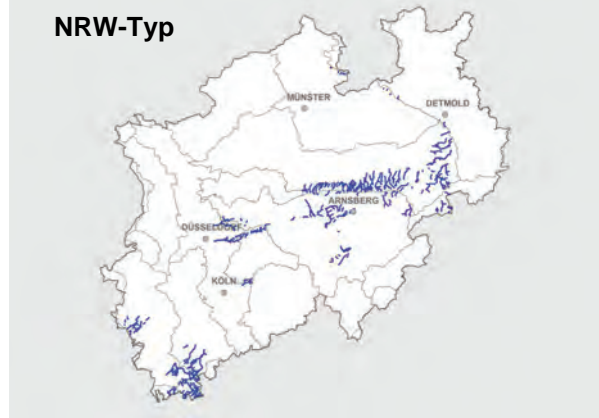 NRW-Typ
MÜNSTER
DETMOLD
ARNSBERG
DÜSSELDORF
KÖLN